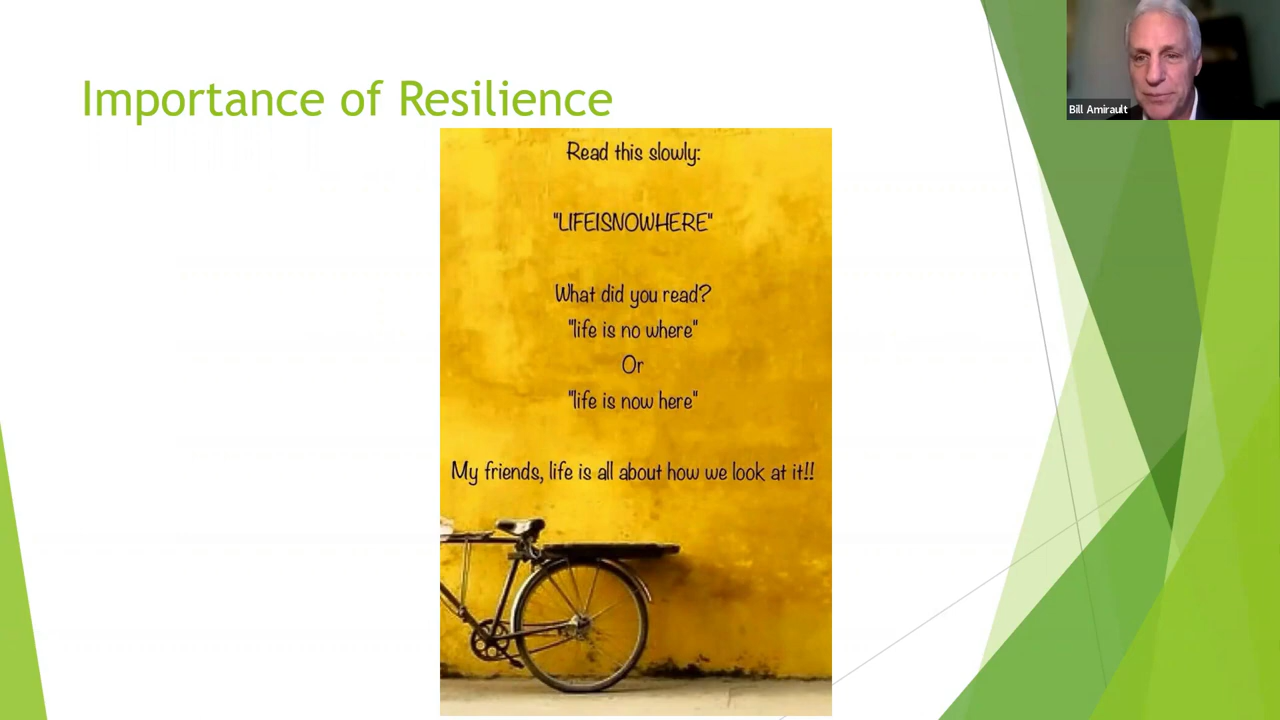 Importance of Resilience
Bill Amirault
Read this slowly:
"LIFEISNOWHERE"
What did you read?
"life is no where"
Or
"life is now here"
My friends, life is all about how we look at it!!